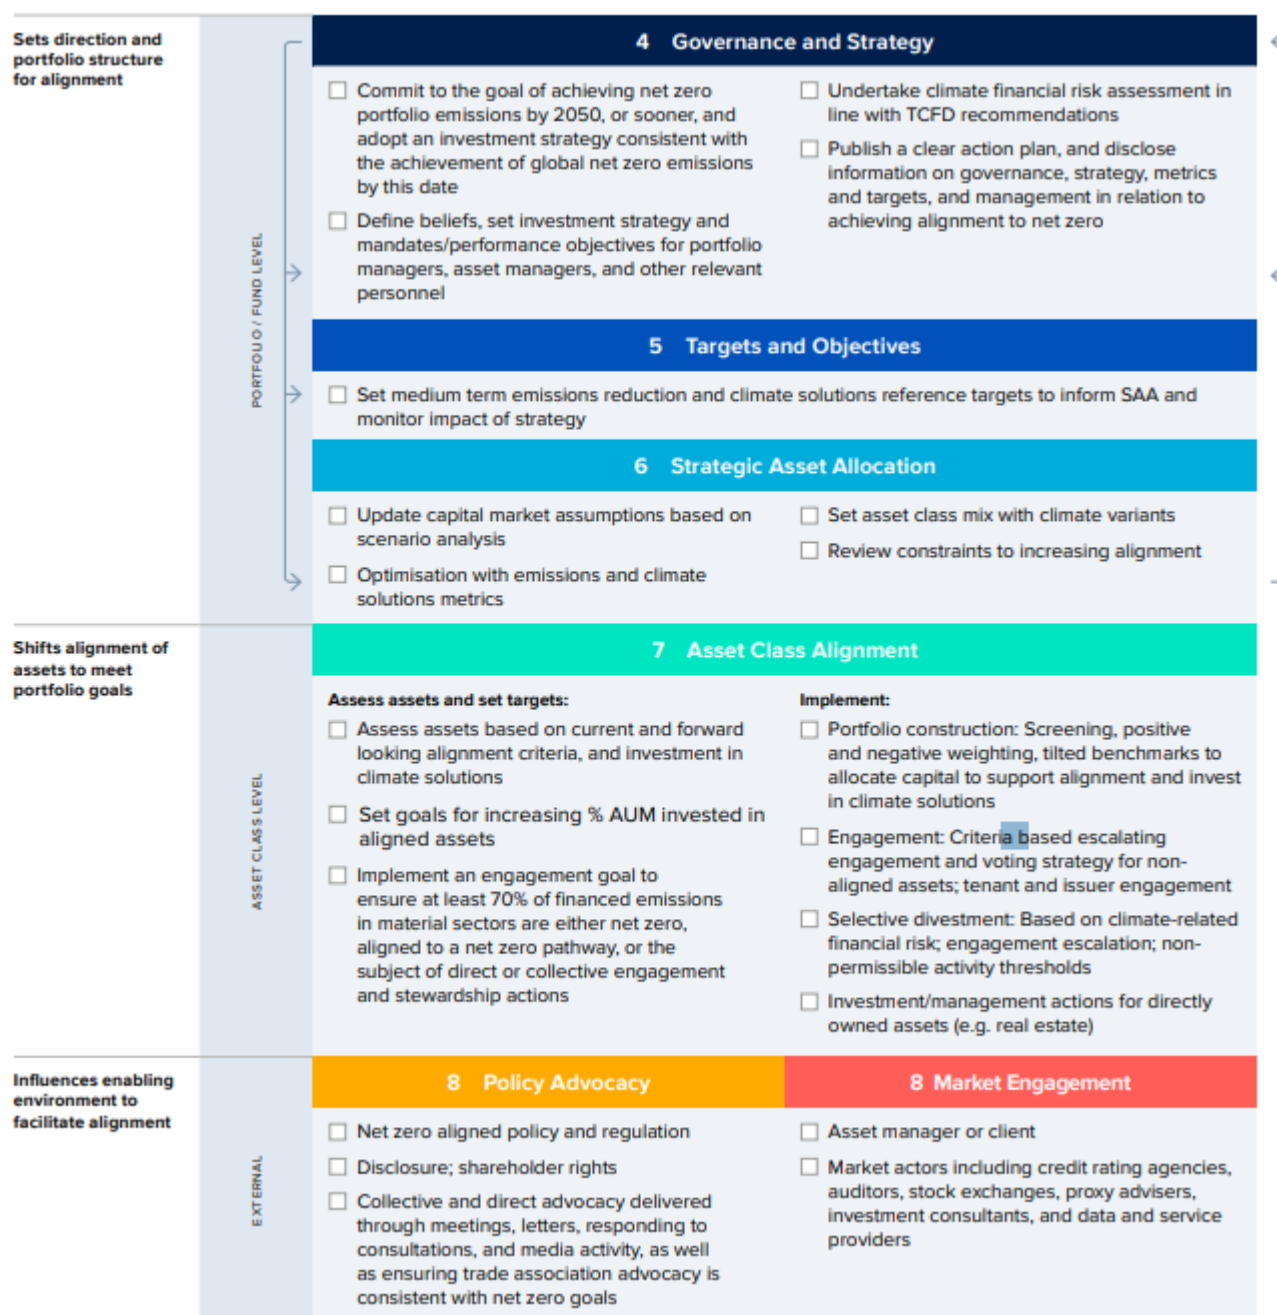 Sets direction and
portfolio structure
for alignment
PORTFOLIO / FUND LEVEL
4 Governance and Strategy
Commit to the goal of achieving net zero
portfolio emissions by 2050, or sooner, and
adopt an investment strategy consistent with
the achievement of global net zero emissions
by this date
Define beliefs, set investment strategy and
mandates/performance objectives for portfolio
managers, asset managers, and other relevant
personnel
Undertake climate financial risk assessment in
line with TCFD recommendations
Publish a clear action plan, and disclose
information on governance, strategy, metrics
and targets, and management in relation to
achieving alignment to net zero
5 Targets and Objectives
Set medium term emissions reduction and climate solutions reference targets to inform SAA and
monitor impact of strategy
6 Strategic Asset Allocation
Update capital market assumptions based on
scenario analysis
Optimisation with emissions and climate
solutions metrics
Set asset class mix with climate variants
Review constraints to increasing alignment
Shifts alignment of
assets to meet
portfolio goals
ASSET CLASS LEVEL
7 Asset Class Alignment
Assess assets and set targets:
Assess assets based on current and forward
looking alignment criteria, and investment in
climate solutions
Set goals for increasing % AUM invested in
aligned assets
Implement an engagement goal to
ensure at least 70% of financed emissions
in material sectors are either net zero,
aligned to a net zero pathway, or the
subject of direct or collective engagement
and stewardship actions
Implement:
Portfolio construction: Screening, positive
and negative weighting, tilted benchmarks to
allocate capital to support alignment and invest
in climate solutions
Engagement: Criteria based escalating
engagement and voting strategy for non-
aligned assets; tenant and issuer engagement
Selective divestment: Based on climate-related
financial risk; engagement escalation; non-
permissible activity thresholds
Investment/management actions for directly
owned assets (e.g. real estate)
Influences enabling
environment to
facilitate alignment
EXTERNAL
8 Policy Advocacy
Net zero aligned policy and regulation
Disclosure; shareholder rights
Collective and direct advocacy delivered
through meetings, letters, responding to
consultations, and media activity, as well
as ensuring trade association advocacy is
consistent with net zero goals
8 Market Engagement
Asset manager or client
Market actors including credit rating agencies,
auditors, stock exchanges, proxy advisers,
investment consultants, and data and service
providers